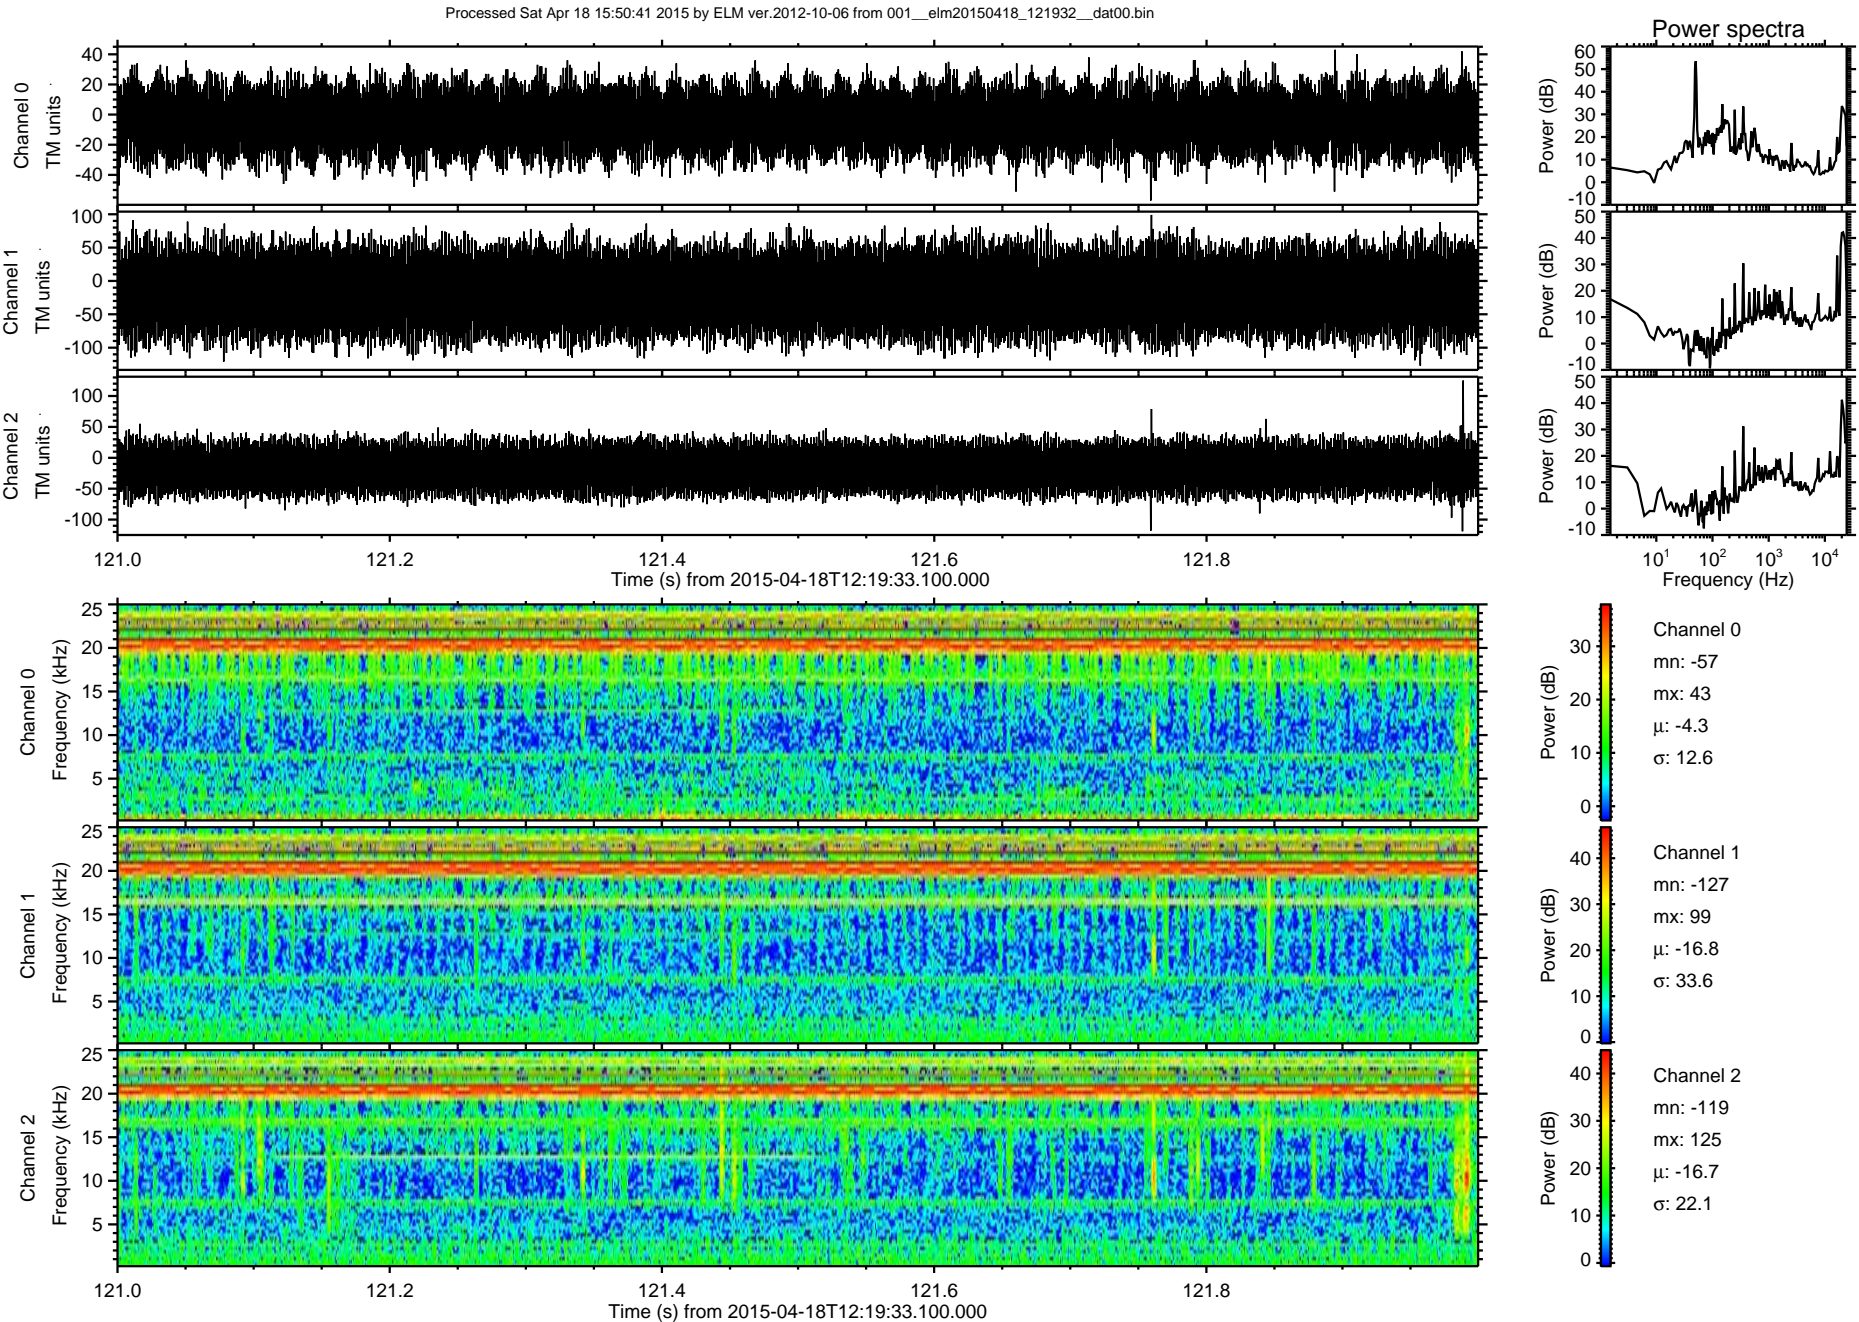 Processed Sat Apr 18 15:50:41 2015 by ELM ver.2012-10-06 from 001__elm20150418_121932__dat00.bin
Power spectra
Channel 0
TM units
40
20
0
-20
-40
Power (dB)
60
50
40
30
20
10
0
-10
Channel 1
TM units
100
50
0
-50
-100
Power (dB)
50
40
30
20
10
0
-10
Channel 2
TM units
100
50
0
-50
-100
Power (dB)
50
40
30
20
10
0
-10
121.0 121.2 121.4 121.6 121.8
Time (s) from 2015-04-18T12:19:33.100.000
10¹ 10² 10³ 10⁴
Frequency (Hz)
Channel 0
Frequency (kHz)
25
20
15
10
5
Power (dB)
30
20
10
0
Channel 0
mn: -57
mx: 43
μ: -4.3
σ: 12.6
Channel 1
Frequency (kHz)
25
20
15
10
5
Power (dB)
40
30
20
10
0
Channel 1
mn: -127
mx: 99
μ: -16.8
σ: 33.6
Channel 2
Frequency (kHz)
25
20
15
10
5
Power (dB)
40
30
20
10
0
Channel 2
mn: -119
mx: 125
μ: -16.7
σ: 22.1
121.0 121.2 121.4 121.6 121.8
Time (s) from 2015-04-18T12:19:33.100.000